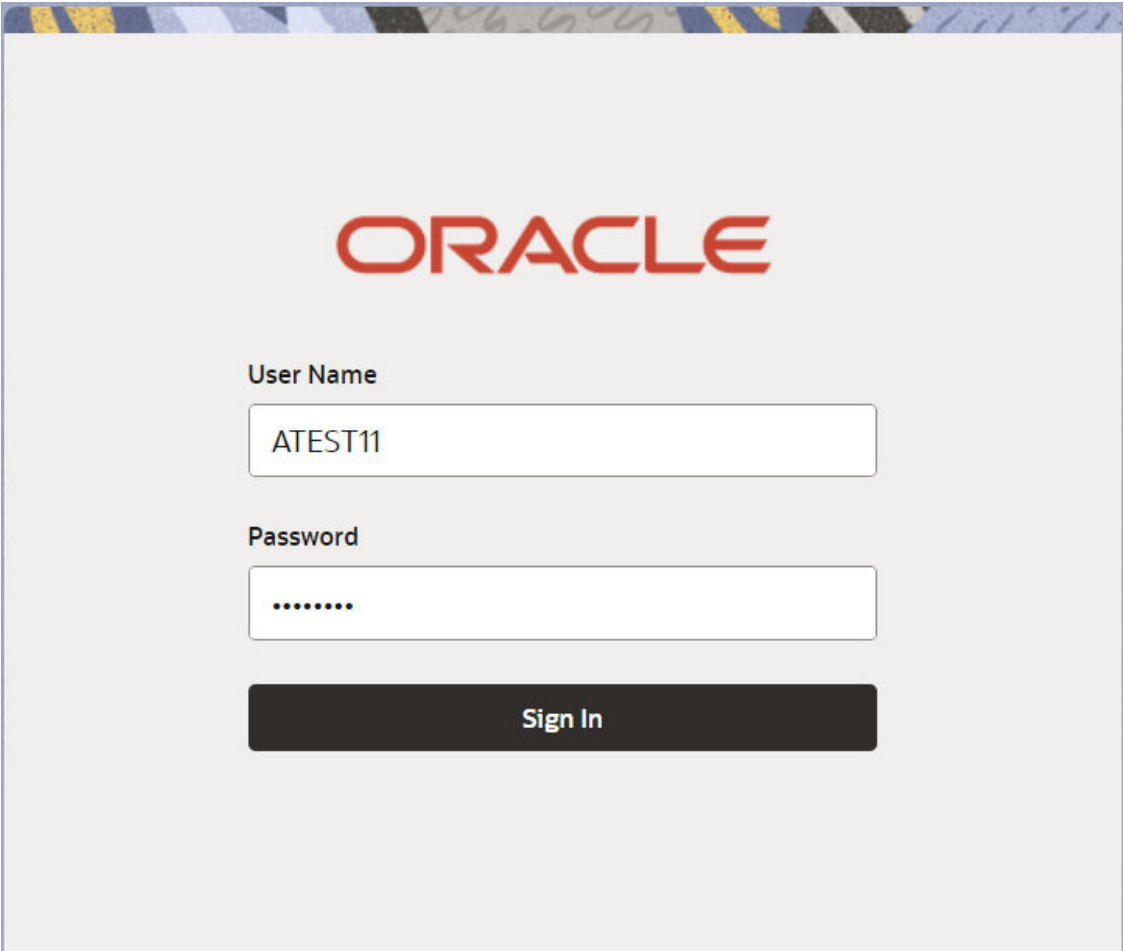 ORACLE
User Name
ATEST11
Password
••••••••
Sign In